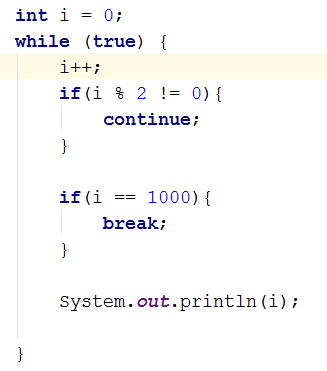 int i = 0;
while (true) {
    i++;
    if(i % 2 != 0){
        continue;
    }

    if(i == 1000){
        break;
    }

    System.out.println(i);

}